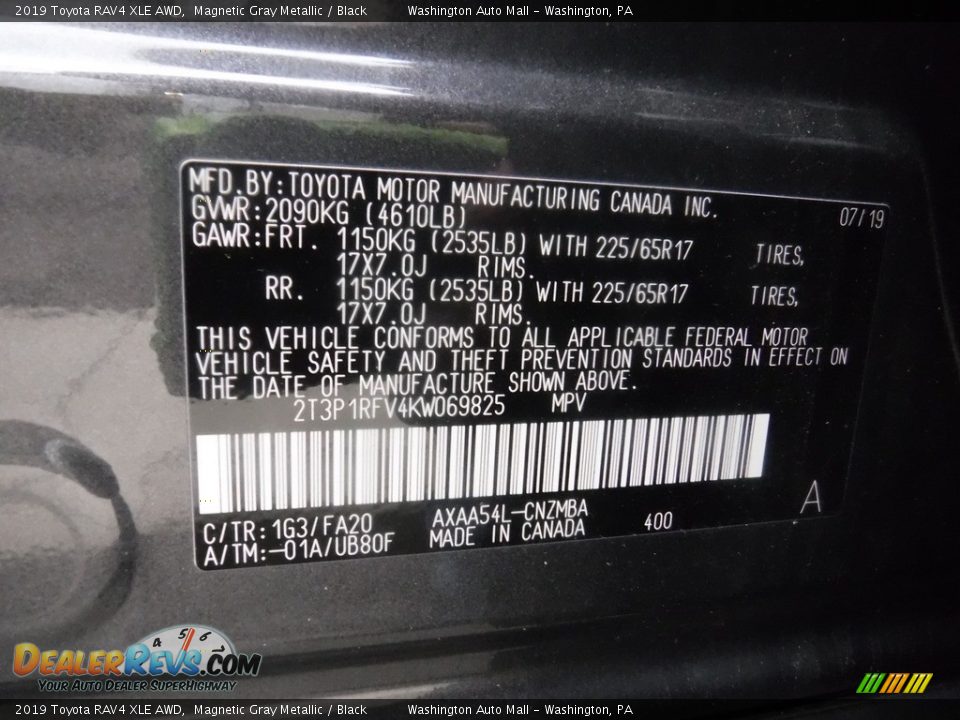 2019 Toyota RAV4 XLE AWD, Magnetic Gray Metallic / Black Washington Auto Mall - Washington, PA
MFD.BY:TOYOTA MOTOR MANUFACTURING CANADA INC.
GVWR:2090KG (4610LB) 07/19
GAWR:FRT. 1150KG (2535LB) WITH 225/65R17 TIRES,
17X7.0J RIMS.
RR. 1150KG (2535LB) WITH 225/65R17 TIRES,
17X7.0J RIMS.
THIS VEHICLE CONFORMS TO ALL APPLICABLE FEDERAL MOTOR
VEHICLE SAFETY AND THEFT PREVENTION STANDARDS IN EFFECT ON
THE DATE OF MANUFACTURE SHOWN ABOVE.
2T3P1RFV4KW069825 MPV
A
C/TR:1G3/FA20 AXAA54L-CNZMBA 400
A/TM:-01A/UB80F MADE IN CANADA
4 5 6
DEALERREVS.COM
YOUR AUTO DEALER SUPERHIGHWAY
2019 Toyota RAV4 XLE AWD, Magnetic Gray Metallic / Black Washington Auto Mall - Washington, PA